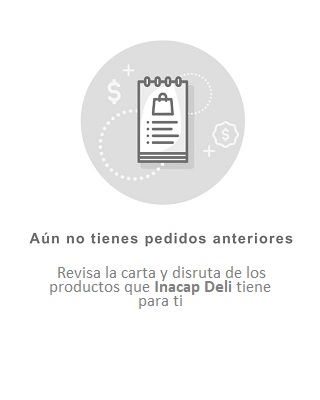 Aún no tienes pedidos anteriores
Revisa la carta y disruta de los
productos que Inacap Deli tiene
para ti